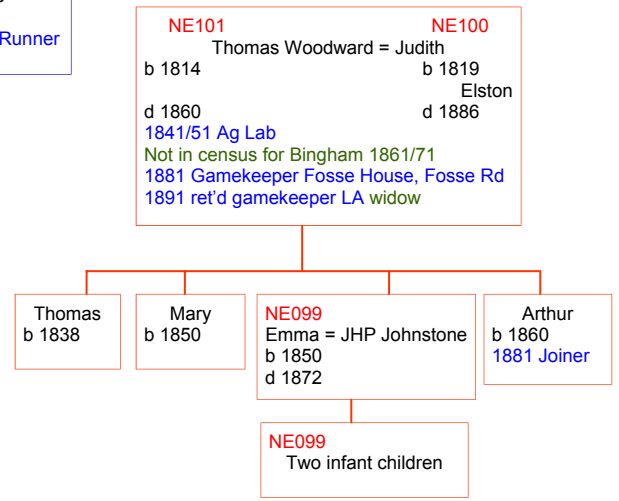 Runner
NE101 NE100
Thomas Woodward = Judith
b 1814 b 1819
Elston
d 1860 d 1886
1841/51 Ag Lab
Not in census for Bingham 1861/71
1881 Gamekeeper Fosse House, Fosse Rd
1891 ret'd gamekeeper LA widow
Thomas
b 1838
Mary
b 1850
NE099
Emma = JHP Johnstone
b 1850
d 1872
Arthur
b 1860
1881 Joiner
NE099
Two infant children